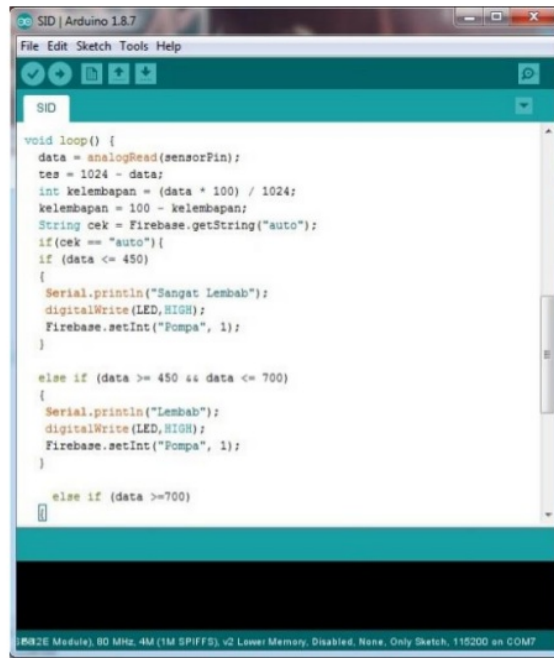 SID | Arduino 1.8.7
File Edit Sketch Tools Help
SID
void loop() {
data = analogRead(sensorPin);
tes = 1024 - data;
int kelembapan = (data * 100) / 1024;
kelembapan = 100 - kelembapan;
String cek = Firebase.getString("auto");
if(cek == "auto"){
if (data <= 450)
{
Serial.println("Sangat Lembab");
digitalWrite(LED,HIGH);
Firebase.setInt("Pompa", 1);
}
else if (data >= 450 && data <= 700)
{
Serial.println("Lembab");
digitalWrite(LED,HIGH);
Firebase.setInt("Pompa", 1);
}
else if (data >=700)
{
Module), 80 MHz, 4M (1M SPIFFS), v2 Lower Memory, Disabled, None, Only Sketch, 115200 on COM7